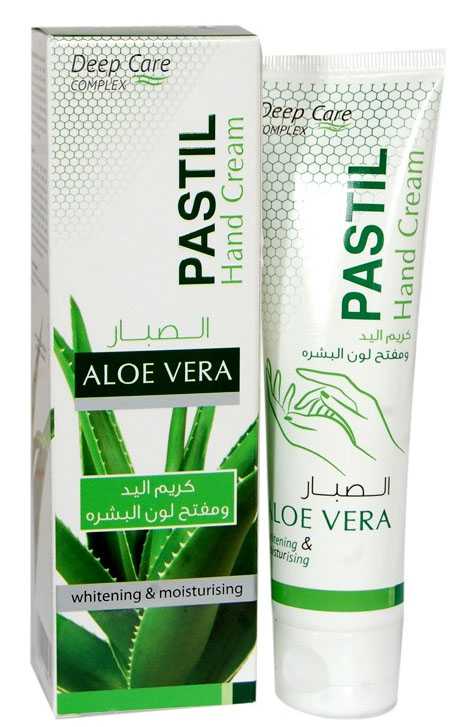 Deep Care
COMPLEX
PASTIL
Hand Cream
الصبار
ALOE VERA
كريم اليد
ومفتح لون البشره
whitening & moisturising
Deep Care
COMPLEX
PASTIL
Hand Cream
كريم اليد
ومفتح لون البشره
الصبار
ALOE VERA
whitening &
moisturising